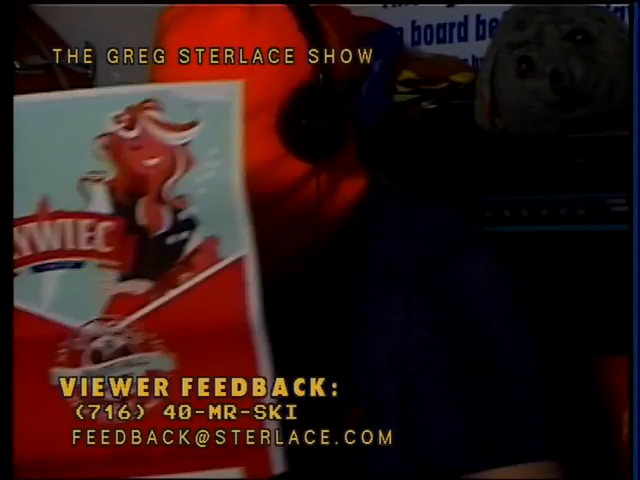 THE GREG STERLACE SHOW
board be
YWIEC
VIEWER FEEDBACK:
(716) 40-MR-SKI
FEEDBACK@STERLACE.COM